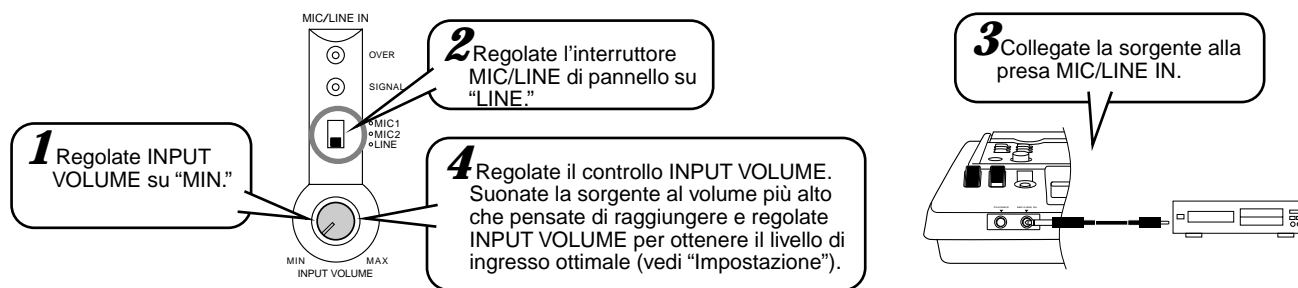 MIC/LINE IN
OVER
SIGNAL
MIC1
MIC2
LINE
MIN
MAX
INPUT VOLUME
1 Regolate INPUT
VOLUME su “MIN.”
2 Regolate l’interruttore
MIC/LINE di pannello su
“LINE.”
3 Collegate la sorgente alla
presa MIC/LINE IN.
4 Regolate il controllo INPUT VOLUME.
Suonate la sorgente al volume più alto
che pensate di raggiungere e regolate
INPUT VOLUME per ottenere il livello di
ingresso ottimale (vedi “Impostazione”).